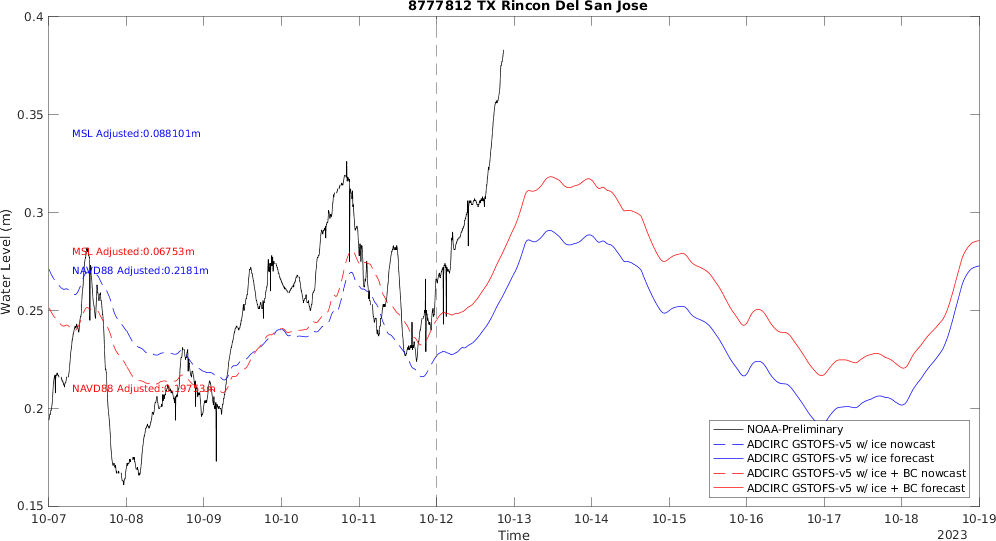 8777812 TX Rincon Del San Jose
0.4
0.35
0.3
0.25
0.2
0.15
Water Level (m)
MSL Adjusted:0.088101m
MSL Adjusted:0.06753m
NAVD88 Adjusted:0.2181m
NAVD88 Adjusted:0.19753m
NOAA-Preliminary
ADCIRC GSTOFS-v5 w/ ice nowcast
ADCIRC GSTOFS-v5 w/ ice forecast
ADCIRC GSTOFS-v5 w/ ice + BC nowcast
ADCIRC GSTOFS-v5 w/ ice + BC forecast
10-07 10-08 10-09 10-10 10-11 10-12 10-13 10-14 10-15 10-16 10-17 10-18 10-19
Time
2023